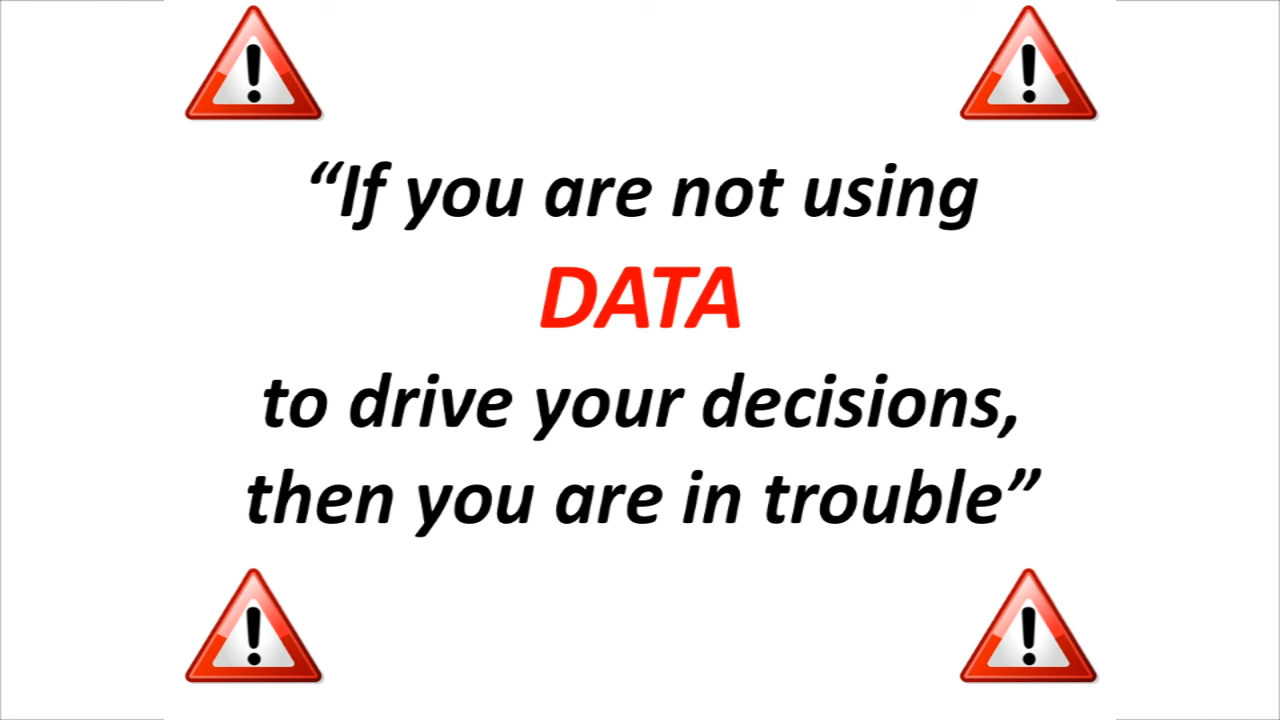 “If you are not using
DATA
to drive your decisions,
then you are in trouble”